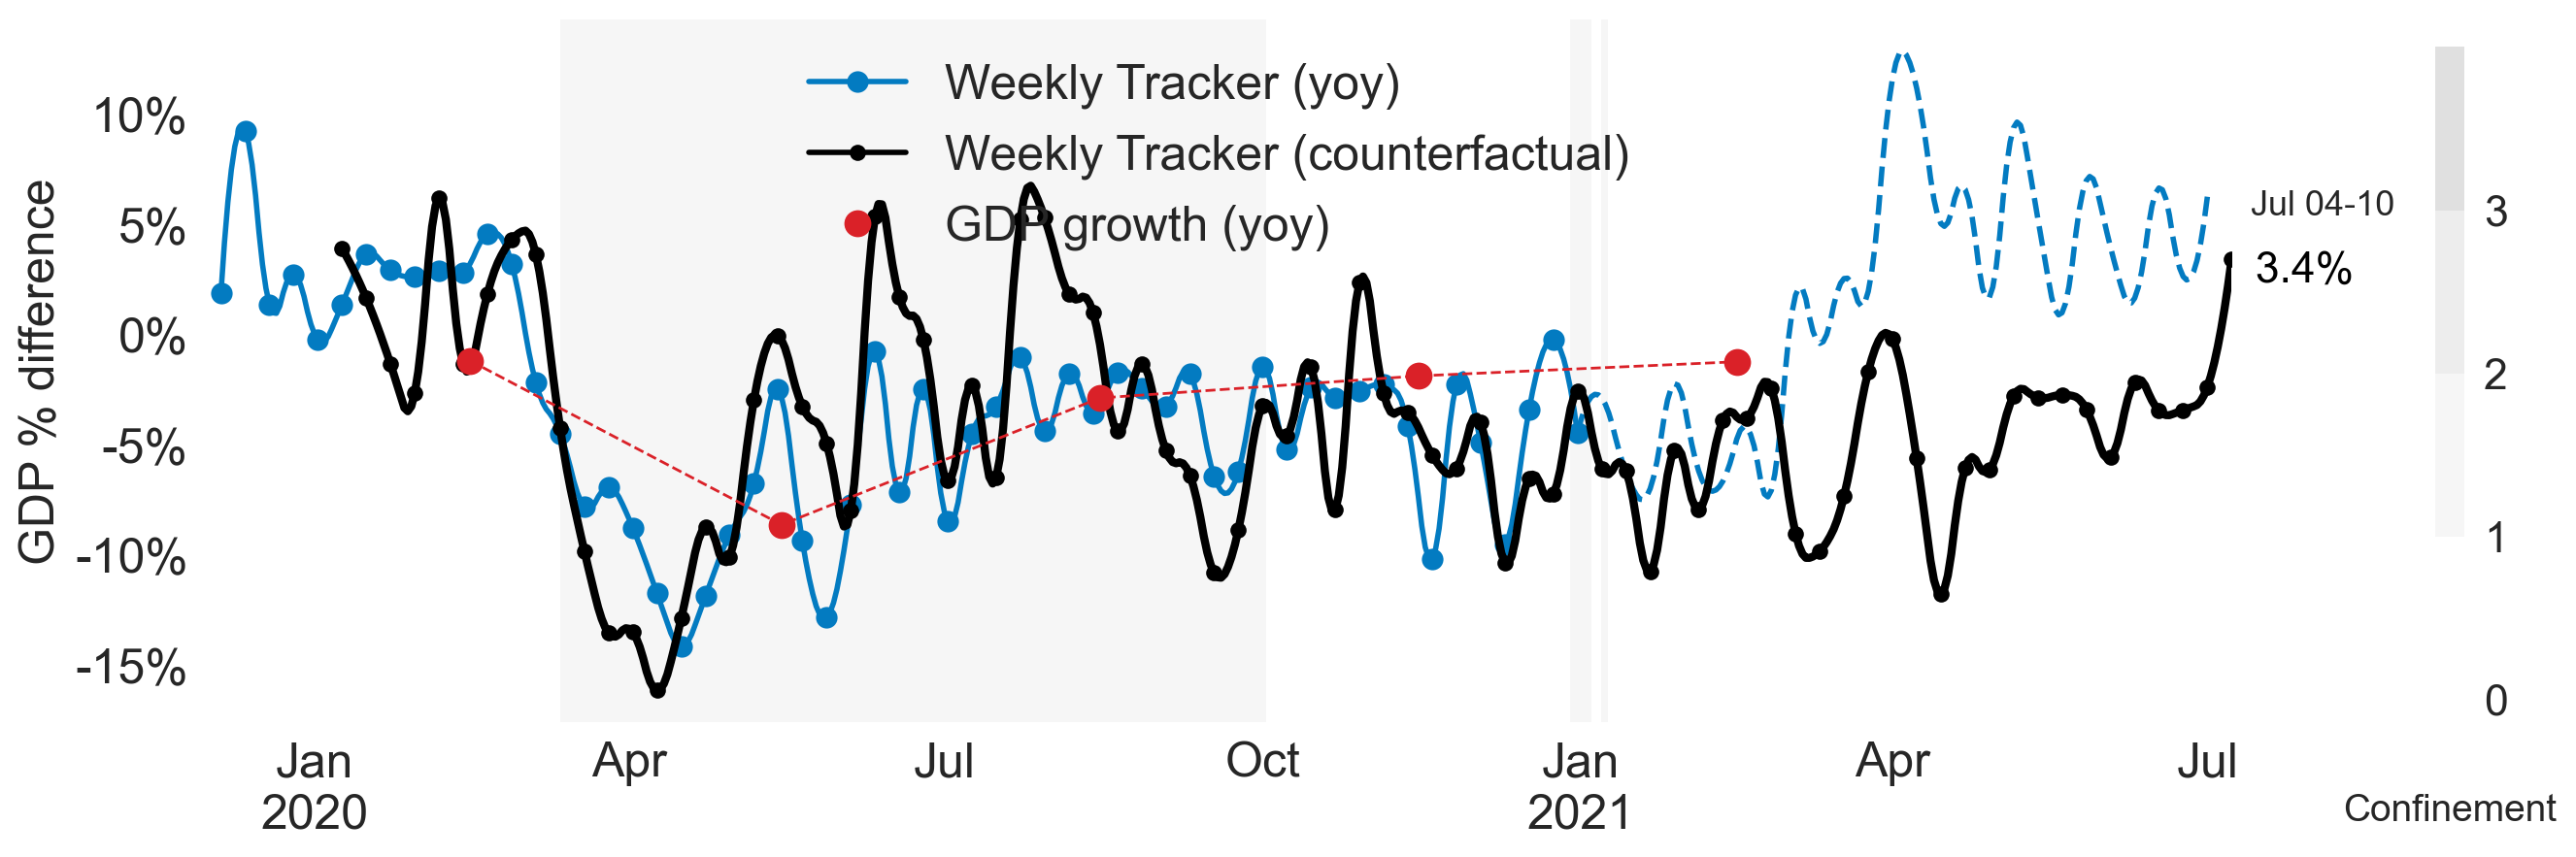 Weekly Tracker (yoy)
Weekly Tracker (counterfactual)
GDP growth (yoy)
GDP % difference
10%
5%
0%
-5%
-10%
-15%
Jul 04-10
3.4%
3
2
1
0
Jan Apr Jul Oct Jan Apr Jul
2020 2021
Confinement